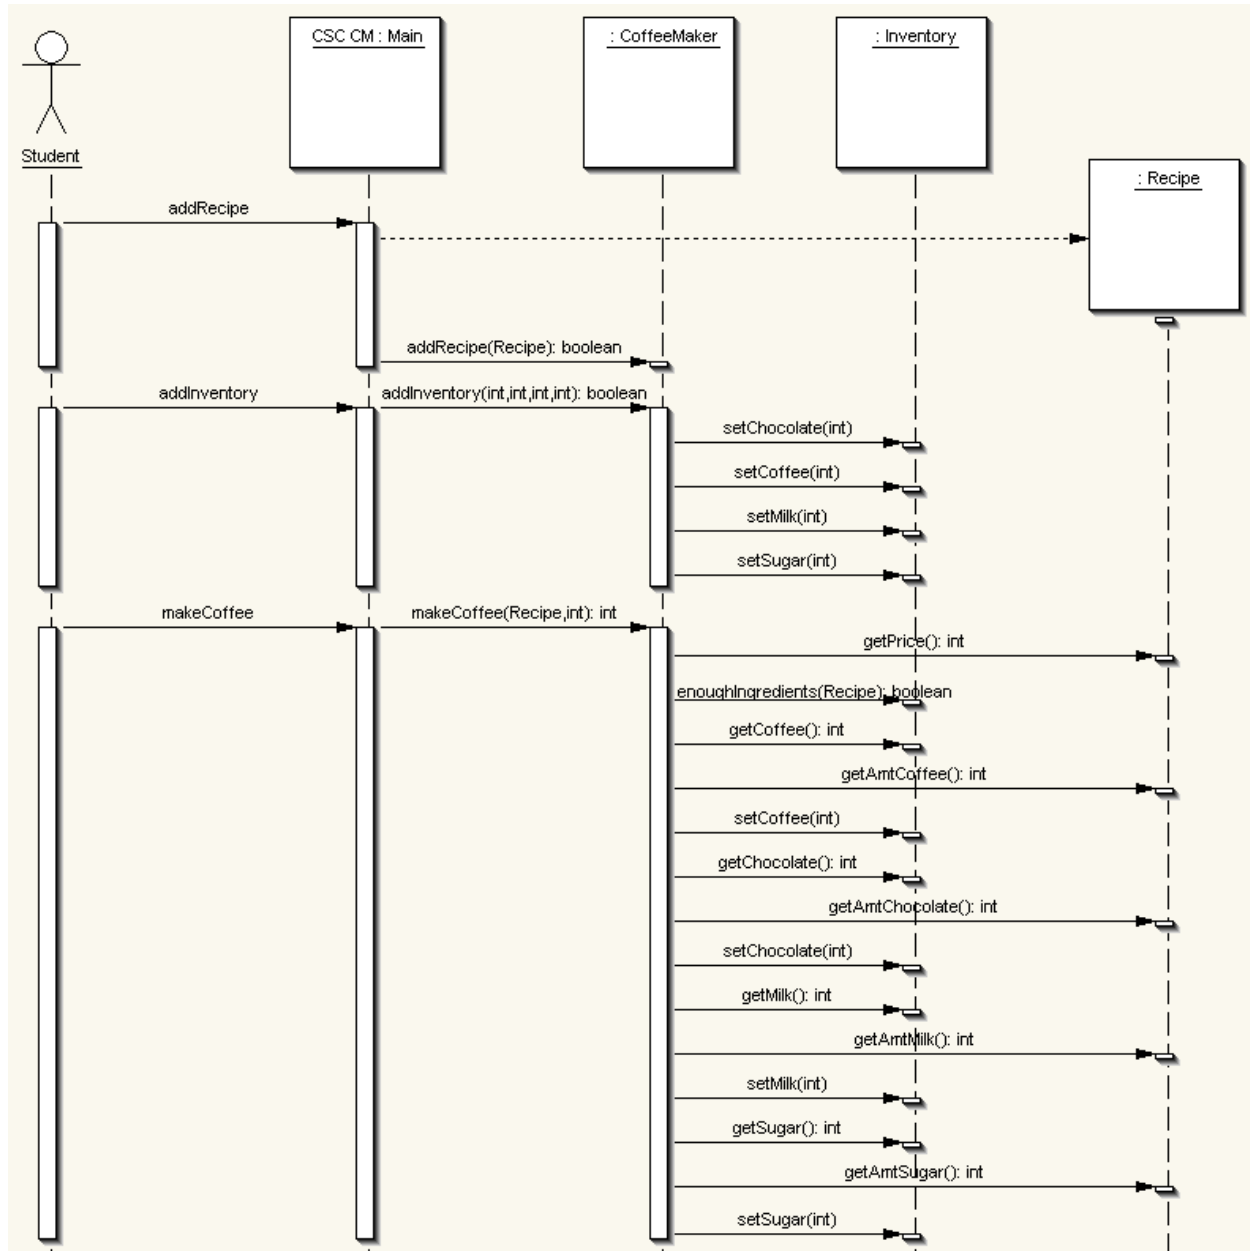 CSC CM : Main
: CoffeeMaker
: Inventory
Student
: Recipe
addRecipe
addRecipe(Recipe): boolean
addInventory
addInventory(int,int,int,int): boolean
setChocolate(int)
setCoffee(int)
setMilk(int)
setSugar(int)
makeCoffee
makeCoffee(Recipe,int): int
getPrice(): int
enoughIngredients(Recipe): boolean
getCoffee(): int
getAmtCoffee(): int
setCoffee(int)
getChocolate(): int
getAmtChocolate(): int
setChocolate(int)
getMilk(): int
getAmtMilk(): int
setMilk(int)
getSugar(): int
getAmtSugar(): int
setSugar(int)